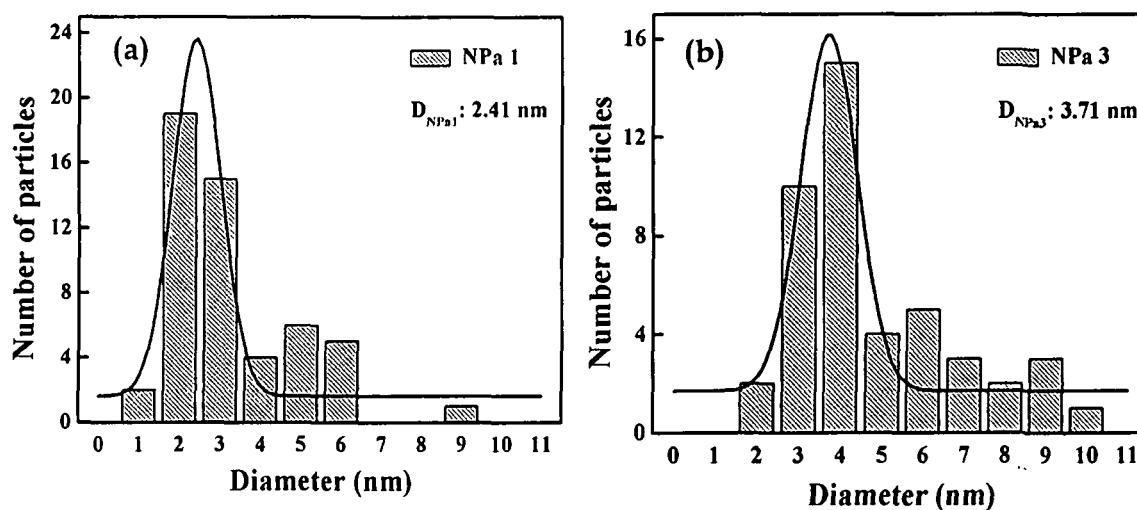 (a)
NPa 1
D_NPa1: 2.41 nm
Number of particles
24
20
16
12
8
4
0
0 1 2 3 4 5 6 7 8 9 10 11
Diameter (nm)
(b)
NPa 3
D_NPa3: 3.71 nm
Number of particles
16
12
8
4
0
0 1 2 3 4 5 6 7 8 9 10 11
Diameter (nm)